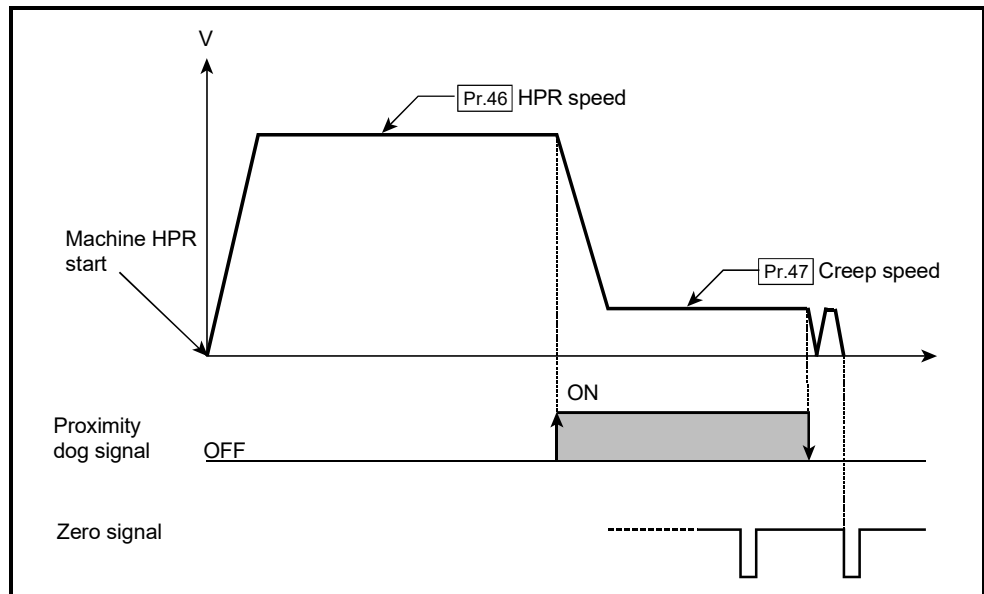 V
Pr.46 HPR speed
Machine HPR
start
Pr.47 Creep speed
ON
Proximity
dog signal
OFF
Zero signal